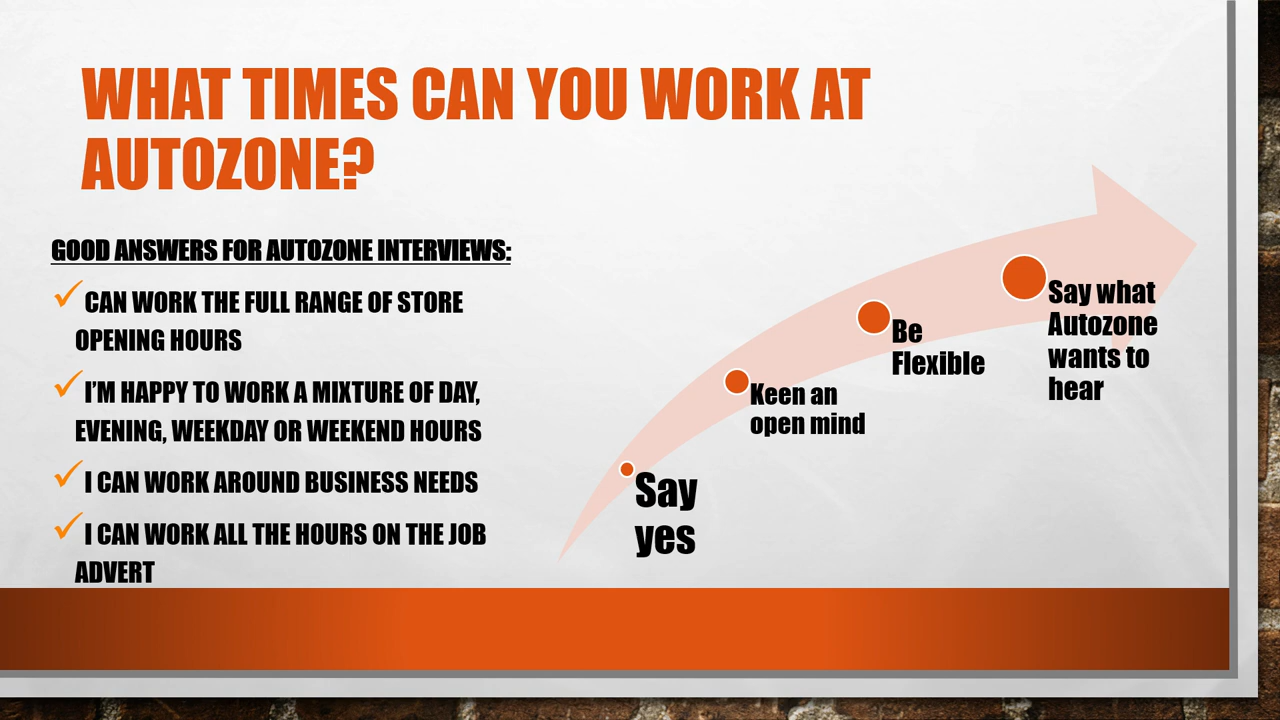 WHAT TIMES CAN YOU WORK AT
AUTOZONE?
GOOD ANSWERS FOR AUTOZONE INTERVIEWS:
CAN WORK THE FULL RANGE OF STORE
OPENING HOURS
I'M HAPPY TO WORK A MIXTURE OF DAY,
EVENING, WEEKDAY OR WEEKEND HOURS
I CAN WORK AROUND BUSINESS NEEDS
I CAN WORK ALL THE HOURS ON THE JOB
ADVERT
Say
yes
Keen an
open mind
Be
Flexible
Say what
Autozone
wants to
hear